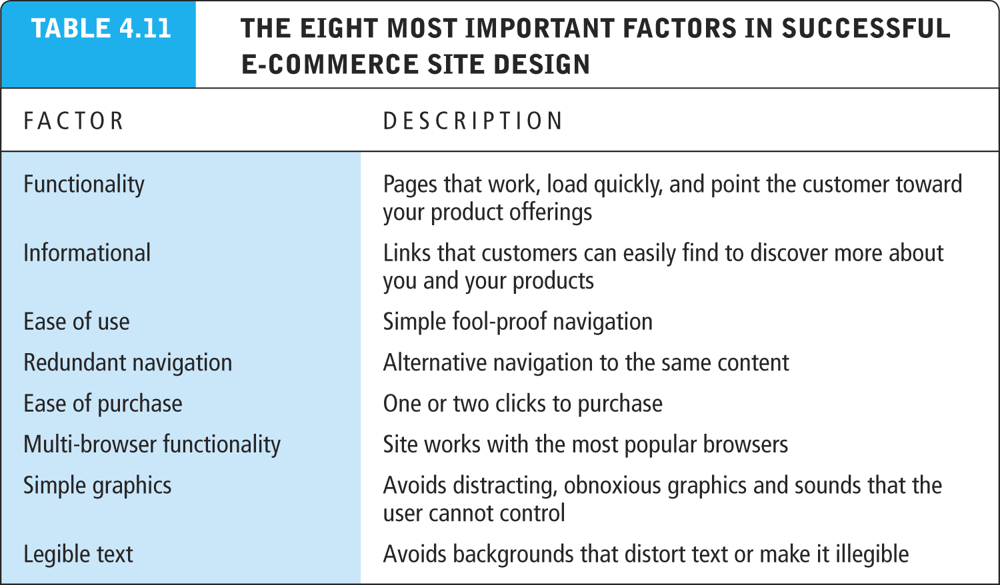 TABLE 4.11
THE EIGHT MOST IMPORTANT FACTORS IN SUCCESSFUL
E-COMMERCE SITE DESIGN
FACTOR DESCRIPTION
Functionality Pages that work, load quickly, and point the customer toward
your product offerings
Informational Links that customers can easily find to discover more about
you and your products
Ease of use Simple fool-proof navigation
Redundant navigation Alternative navigation to the same content
Ease of purchase One or two clicks to purchase
Multi-browser functionality Site works with the most popular browsers
Simple graphics Avoids distracting, obnoxious graphics and sounds that the
user cannot control
Legible text Avoids backgrounds that distort text or make it illegible